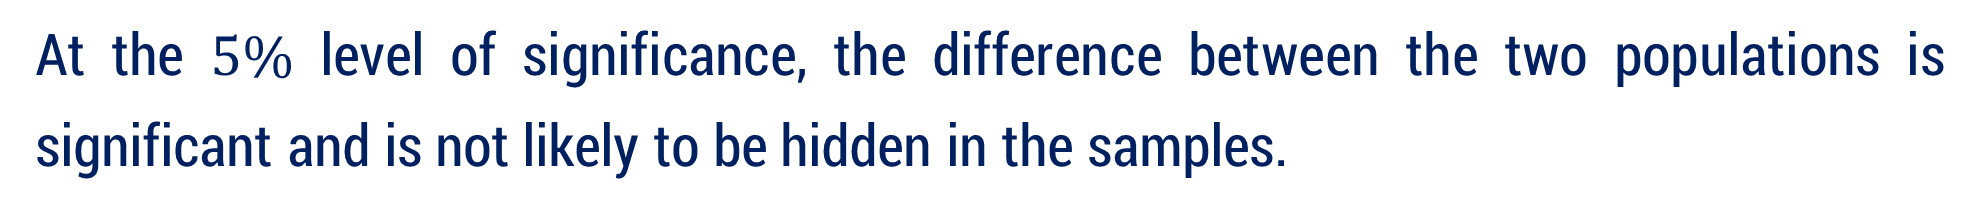 At the 5% level of significance, the difference between the two populations is
significant and is not likely to be hidden in the samples.